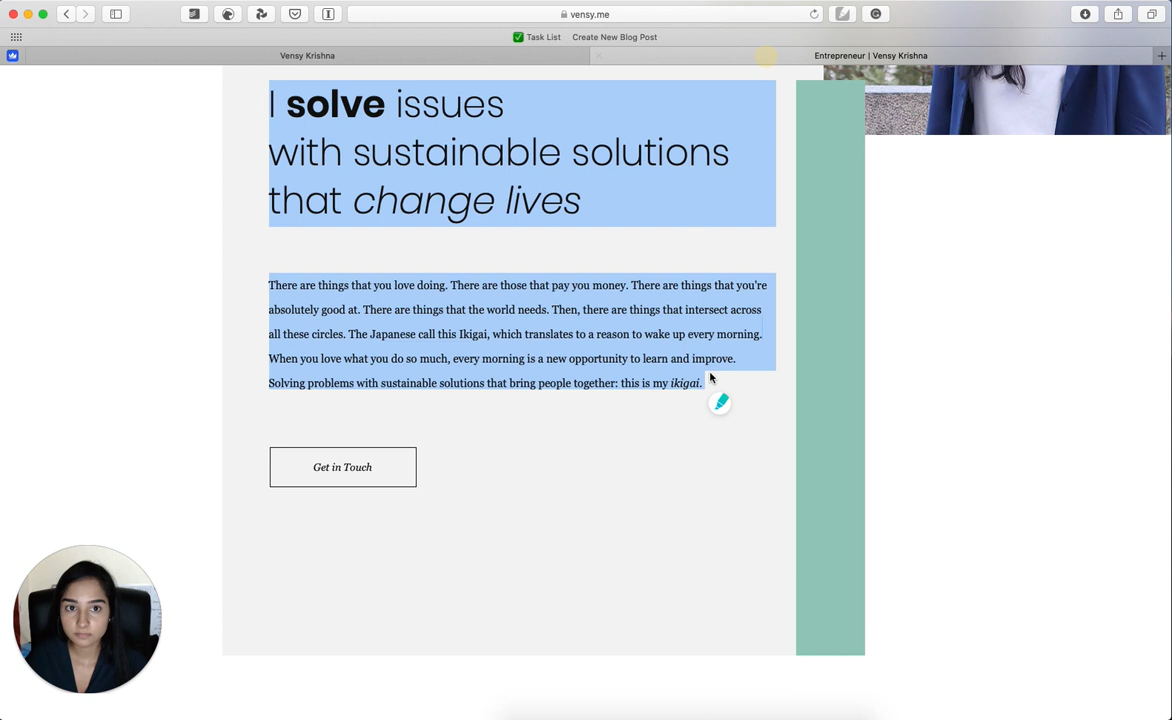 vensy.me
Task List Create New Blog Post
Vensy Krishna Entrepreneur | Vensy Krishna
I solve issues
with sustainable solutions
that change lives
There are things that you love doing. There are those that pay you money. There are things that you're
absolutely good at. There are things that the world needs. Then, there are things that intersect across
all these circles. The Japanese call this Ikigai, which translates to a reason to wake up every morning.
When you love what you do so much, every morning is a new opportunity to learn and improve.
Solving problems with sustainable solutions that bring people together: this is my ikigai.
Get in Touch